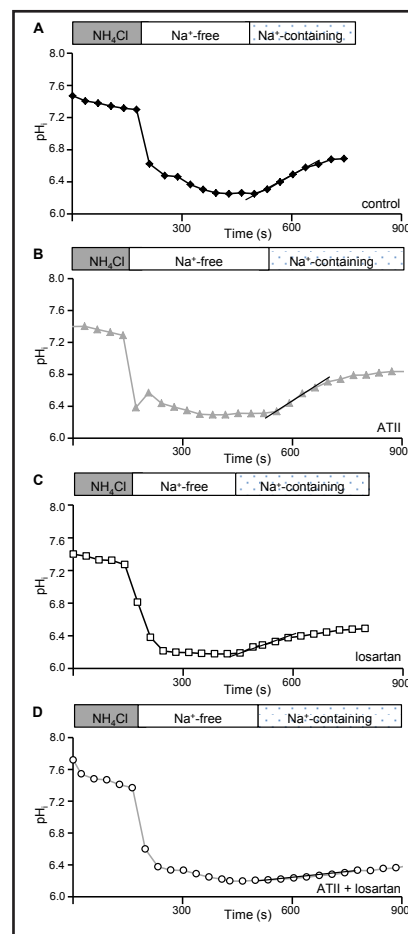 A
NH₄Cl Na⁺-free Na⁺-containing
8.0
7.6
7.2
6.8
6.4
6.0
pHᵢ
300 600 900
Time (s)
control
B
NH₄Cl Na⁺-free Na⁺-containing
8.0
7.6
7.2
6.8
6.4
6.0
pHᵢ
300 600 900
Time (s)
ATII
C
NH₄Cl Na⁺-free Na⁺-containing
8.0
7.6
7.2
6.8
6.4
6.0
pHᵢ
300 600 900
Time (s)
losartan
D
NH₄Cl Na⁺-free Na⁺-containing
8.0
7.6
7.2
6.8
6.4
6.0
pHᵢ
300 600 900
Time (s)
ATII + losartan